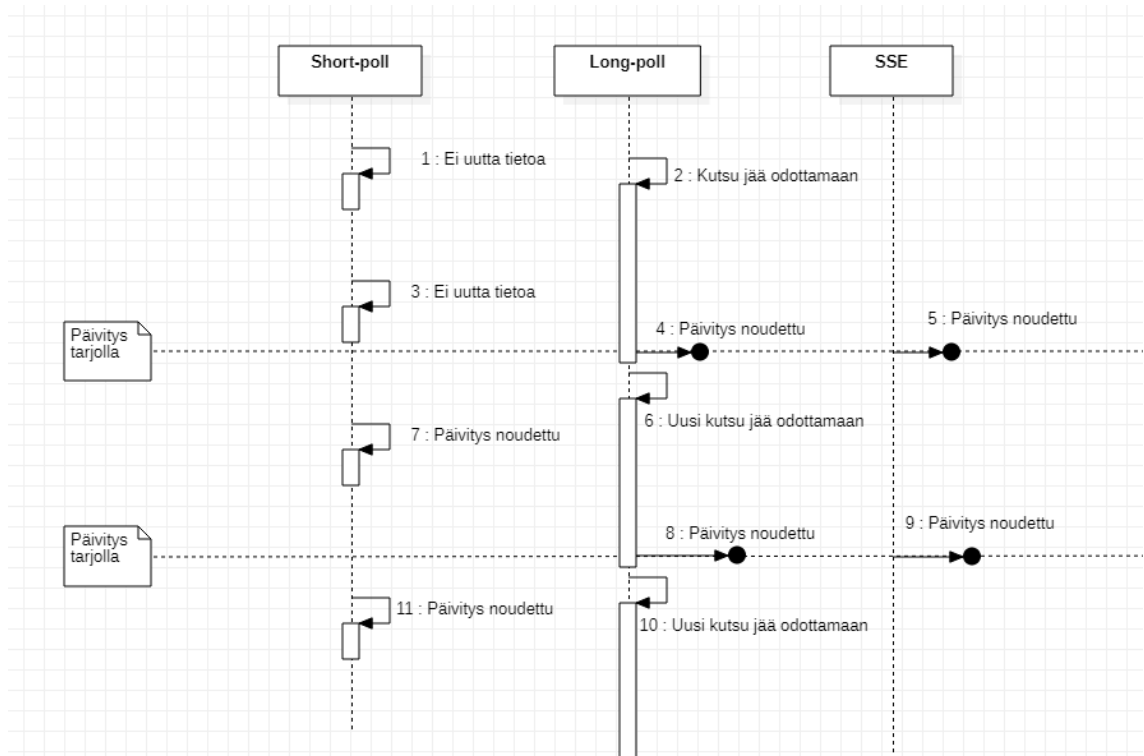 Short-poll
Long-poll
SSE
1 : Ei uutta tietoa
2 : Kutsu jää odottamaan
3 : Ei uutta tietoa
Päivitys
tarjolla
4 : Päivitys noudettu
5 : Päivitys noudettu
6 : Uusi kutsu jää odottamaan
7 : Päivitys noudettu
Päivitys
tarjolla
8 : Päivitys noudettu
9 : Päivitys noudettu
11 : Päivitys noudettu
10 : Uusi kutsu jää odottamaan